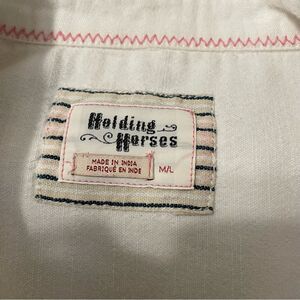 Holding
Horses
MADE IN INDIA
FABRIQUÉ EN INDE
M/L